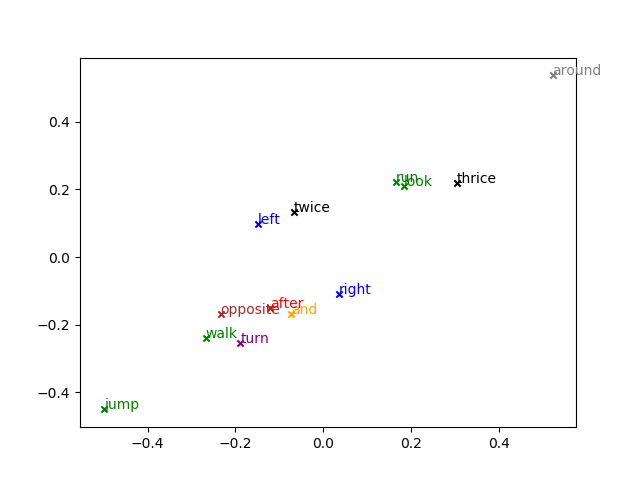 around
0.4
run
look
thrice
0.2
twice
left
0.0
right
after
opposite
and
−0.2
walk
turn
−0.4
jump
−0.4 −0.2 0.0 0.2 0.4